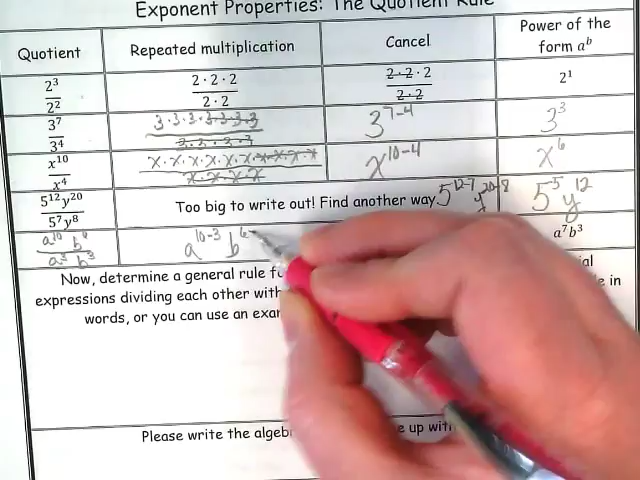 Exponent Properties: The Quotient Rule
Quotient Repeated multiplication Cancel Power of the form a^b
2^3/2^2 2·2·2/2·2 2·2·2/2·2 2^1
3^7/3^4 3·3·3·3·3·3·3/3·3·3·3 3^7-4 3^3
x^10/x^4 x·x·x·x·x·x·x·x·x·x/x·x·x·x x^10-4 x^6
5^12y^20/5^7y^8 Too big to write out! Find another way. 5^12-7 y^20-8 5^5 y^12
a^10 b^6/a^3 b^3 a^10-3 b^6 a^7b^3
Now, determine a general rule
expressions dividing each other with in
words, or you can use an
Please write the up